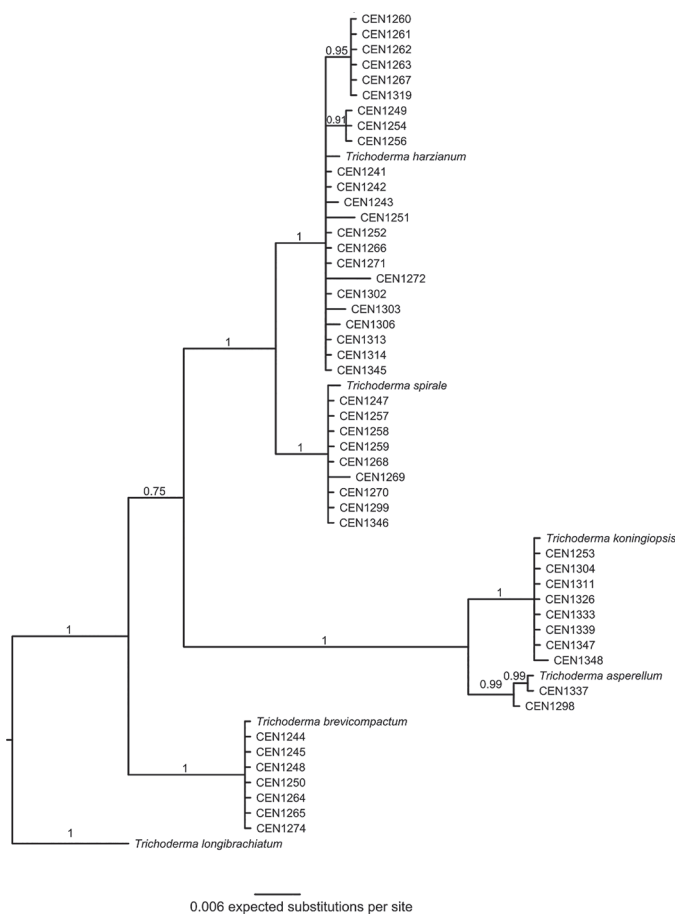 CEN1260
CEN1261
0.95
CEN1262
CEN1263
CEN1267
CEN1319
CEN1249
0.91
CEN1254
CEN1256
Trichoderma harzianum
CEN1241
CEN1242
CEN1243
CEN1251
CEN1252
1
CEN1266
CEN1271
CEN1272
CEN1302
CEN1303
CEN1306
CEN1313
1
CEN1314
CEN1345
Trichoderma spirale
CEN1247
CEN1257
CEN1258
1
CEN1259
CEN1268
CEN1269
0.75
CEN1270
CEN1299
CEN1346
Trichoderma koningiopsis
CEN1253
CEN1304
CEN1311
1
CEN1326
CEN1333
1
CEN1339
1
CEN1347
CEN1348
0.99
Trichoderma asperellum
0.99
CEN1337
CEN1298
Trichoderma brevicompactum
CEN1244
CEN1245
1
CEN1248
CEN1250
CEN1264
CEN1265
CEN1274
1
Trichoderma longibrachiatum
0.006 expected substitutions per site